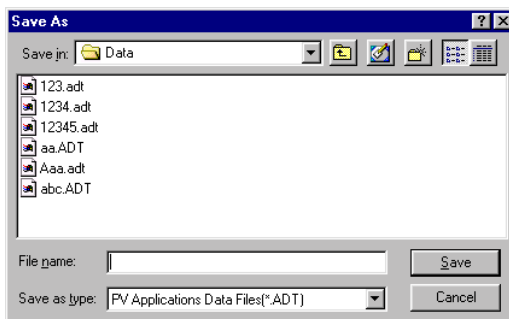 Save As
Save in: Data
123.adt
1234.adt
12345.adt
aa.ADT
Aaa.adt
abc.ADT
File name: Save
Save as type: PV Applications Data Files(*.ADT) Cancel